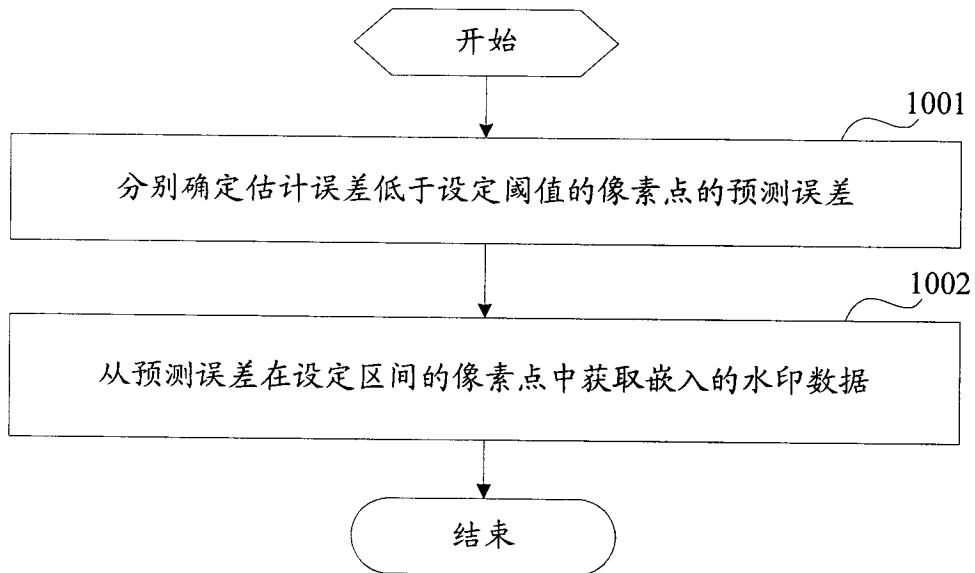 开始
1001
分别确定估计误差低于设定阈值的像素点的预测误差
1002
从预测误差在设定区间的像素点中获取嵌入的水印数据
结束